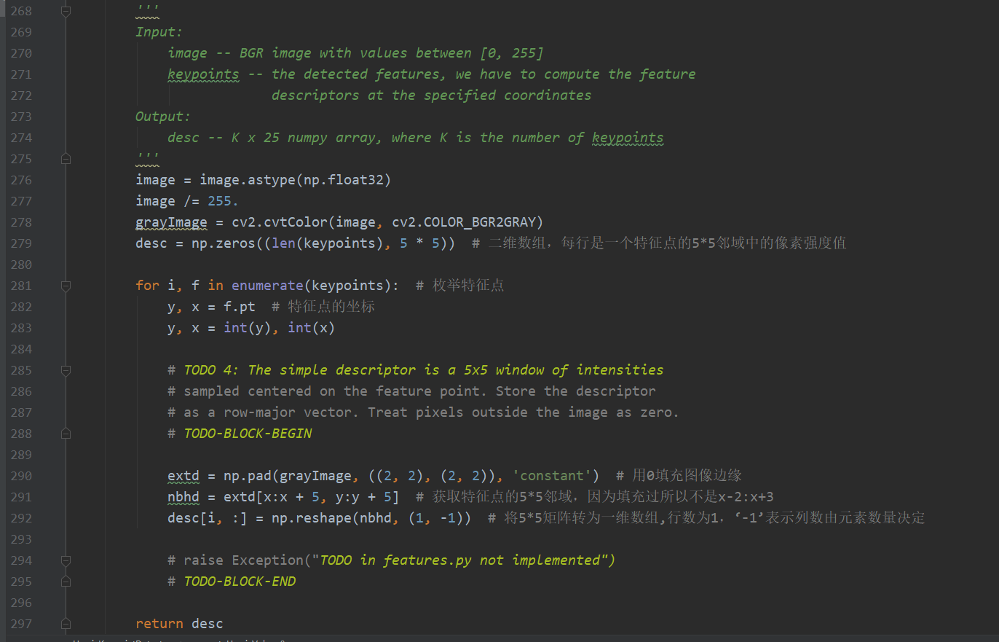 268 '''
269 Input:
270 image -- BGR image with values between [0, 255]
271 keypoints -- the detected features, we have to compute the feature
272 descriptors at the specified coordinates
273 Output:
274 desc -- K x 25 numpy array, where K is the number of keypoints
275 '''
276 image = image.astype(np.float32)
277 image /= 255.
278 grayImage = cv2.cvtColor(image, cv2.COLOR_BGR2GRAY)
279 desc = np.zeros((len(keypoints), 5 * 5))  # 二维数组，每行是一个特征点的5*5邻域中的像素强度值
280
281 for i, f in enumerate(keypoints):  # 枚举特征点
282 y, x = f.pt  # 特征点的坐标
283 y, x = int(y), int(x)
284
285 # TODO 4: The simple descriptor is a 5x5 window of intensities
286 # sampled centered on the feature point. Store the descriptor
287 # as a row-major vector. Treat pixels outside the image as zero.
288 # TODO-BLOCK-BEGIN
289
290 extd = np.pad(grayImage, ((2, 2), (2, 2)), 'constant')  # 用0填充图像边缘
291 nbhd = extd[x:x + 5, y:y + 5]  # 获取特征点的5*5邻域，因为填充过所以不是x-2:x+3
292 desc[i, :] = np.reshape(nbhd, (1, -1))  # 将5*5矩阵转为一维数组,行数为1，‘-1’表示列数由元素数量决定
293
294 # raise Exception("TODO in features.py not implemented")
295 # TODO-BLOCK-END
296
297 return desc